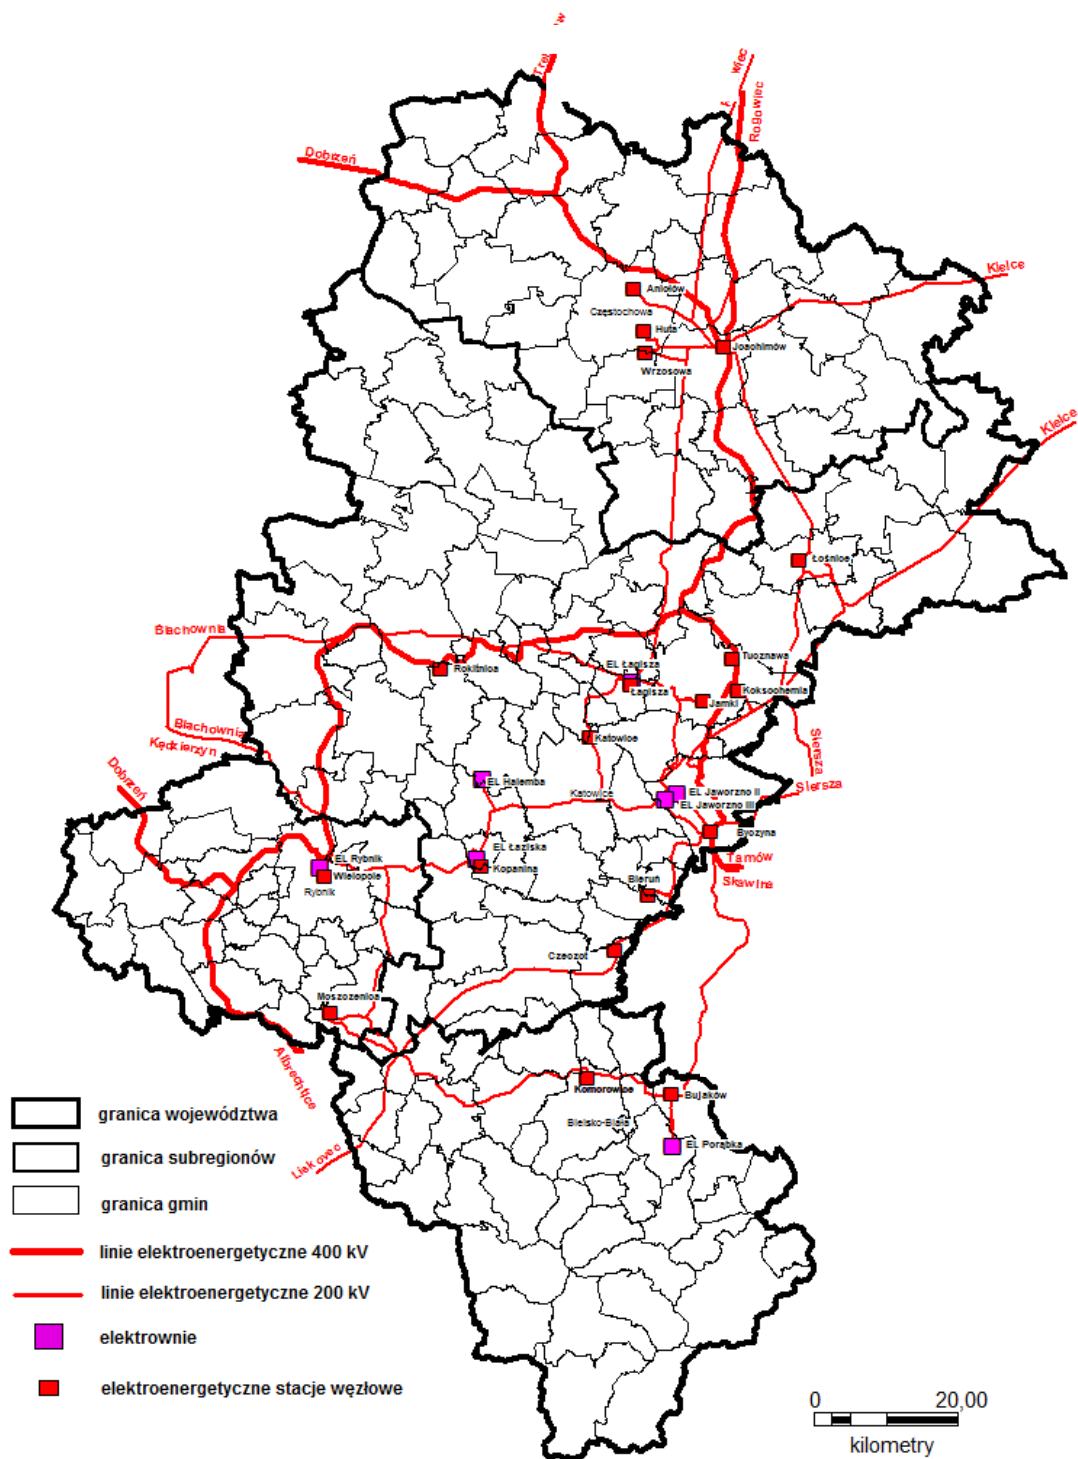 Dobrzeń
wiec
Rogowiec
Kielce
Aniołów
Częstochowa
Huta
Joachimów
Wrzosowa
Kielce
Łośnice
Blachownia
EL Łagisza
Tucznawa
Rokitnica
Łagisza
Koksochemia
Jamki
Blachownia
Katowice
Siersza
Kędzierzyn
Dobrzeń
EL Halemba
Katowice
EL Jaworzno II
Siersza
EL Jaworzno III
Byczyna
EL Łaziska
EL Rybnik
Kopanina
Tarnów
Wielopole
Bieruń
Skawina
Rybnik
Czeczot
Moszczenica
Albrechtice
Komorowice
Bujaków
Bielsko-Biała
EL Porąbka
Liskovec
granica województwa
granica subregionów
granica gmin
linie elektroenergetyczne 400 kV
linie elektroenergetyczne 200 kV
elektrownie
elektroenergetyczne stacje węzłowe
0 20,00
kilometry